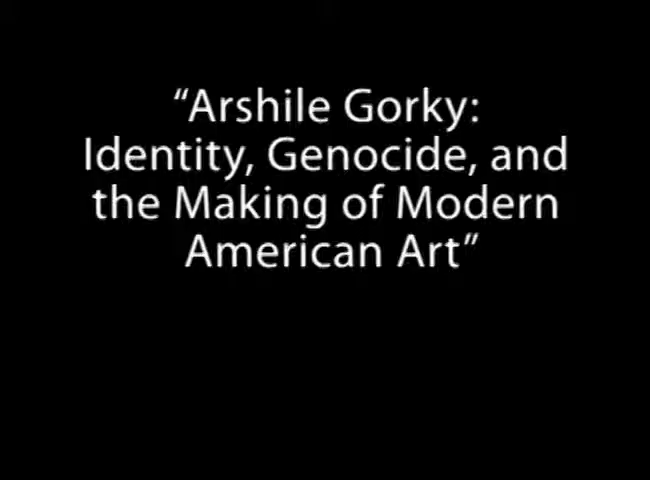 “Arshile Gorky:
Identity, Genocide, and
the Making of Modern
American Art”